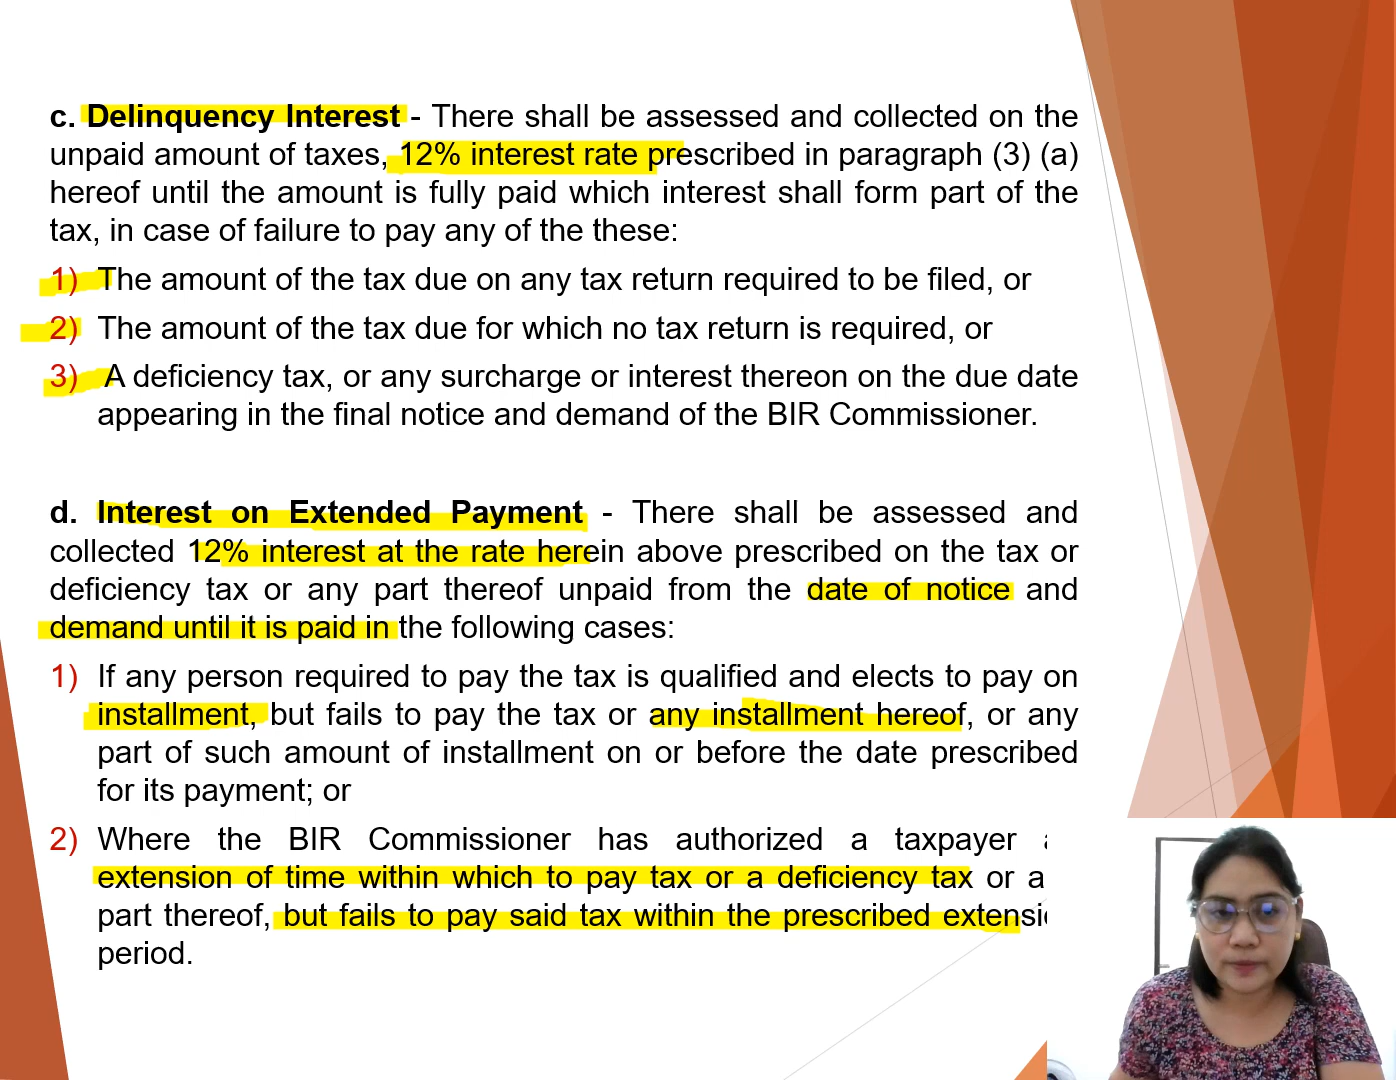 c. Delinquency Interest - There shall be assessed and collected on the
unpaid amount of taxes, 12% interest rate prescribed in paragraph (3) (a)
hereof until the amount is fully paid which interest shall form part of the
tax, in case of failure to pay any of the these:
1) The amount of the tax due on any tax return required to be filed, or
2) The amount of the tax due for which no tax return is required, or
3) A deficiency tax, or any surcharge or interest thereon on the due date
appearing in the final notice and demand of the BIR Commissioner.
d. Interest on Extended Payment - There shall be assessed and
collected 12% interest at the rate herein above prescribed on the tax or
deficiency tax or any part thereof unpaid from the date of notice and
demand until it is paid in the following cases:
1) If any person required to pay the tax is qualified and elects to pay on
installment, but fails to pay the tax or any installment hereof, or any
part of such amount of installment on or before the date prescribed
for its payment; or
2) Where the BIR Commissioner has authorized a taxpayer
extension of time within which to pay tax or a deficiency tax or
part thereof, but fails to pay said tax within the prescribed
period.